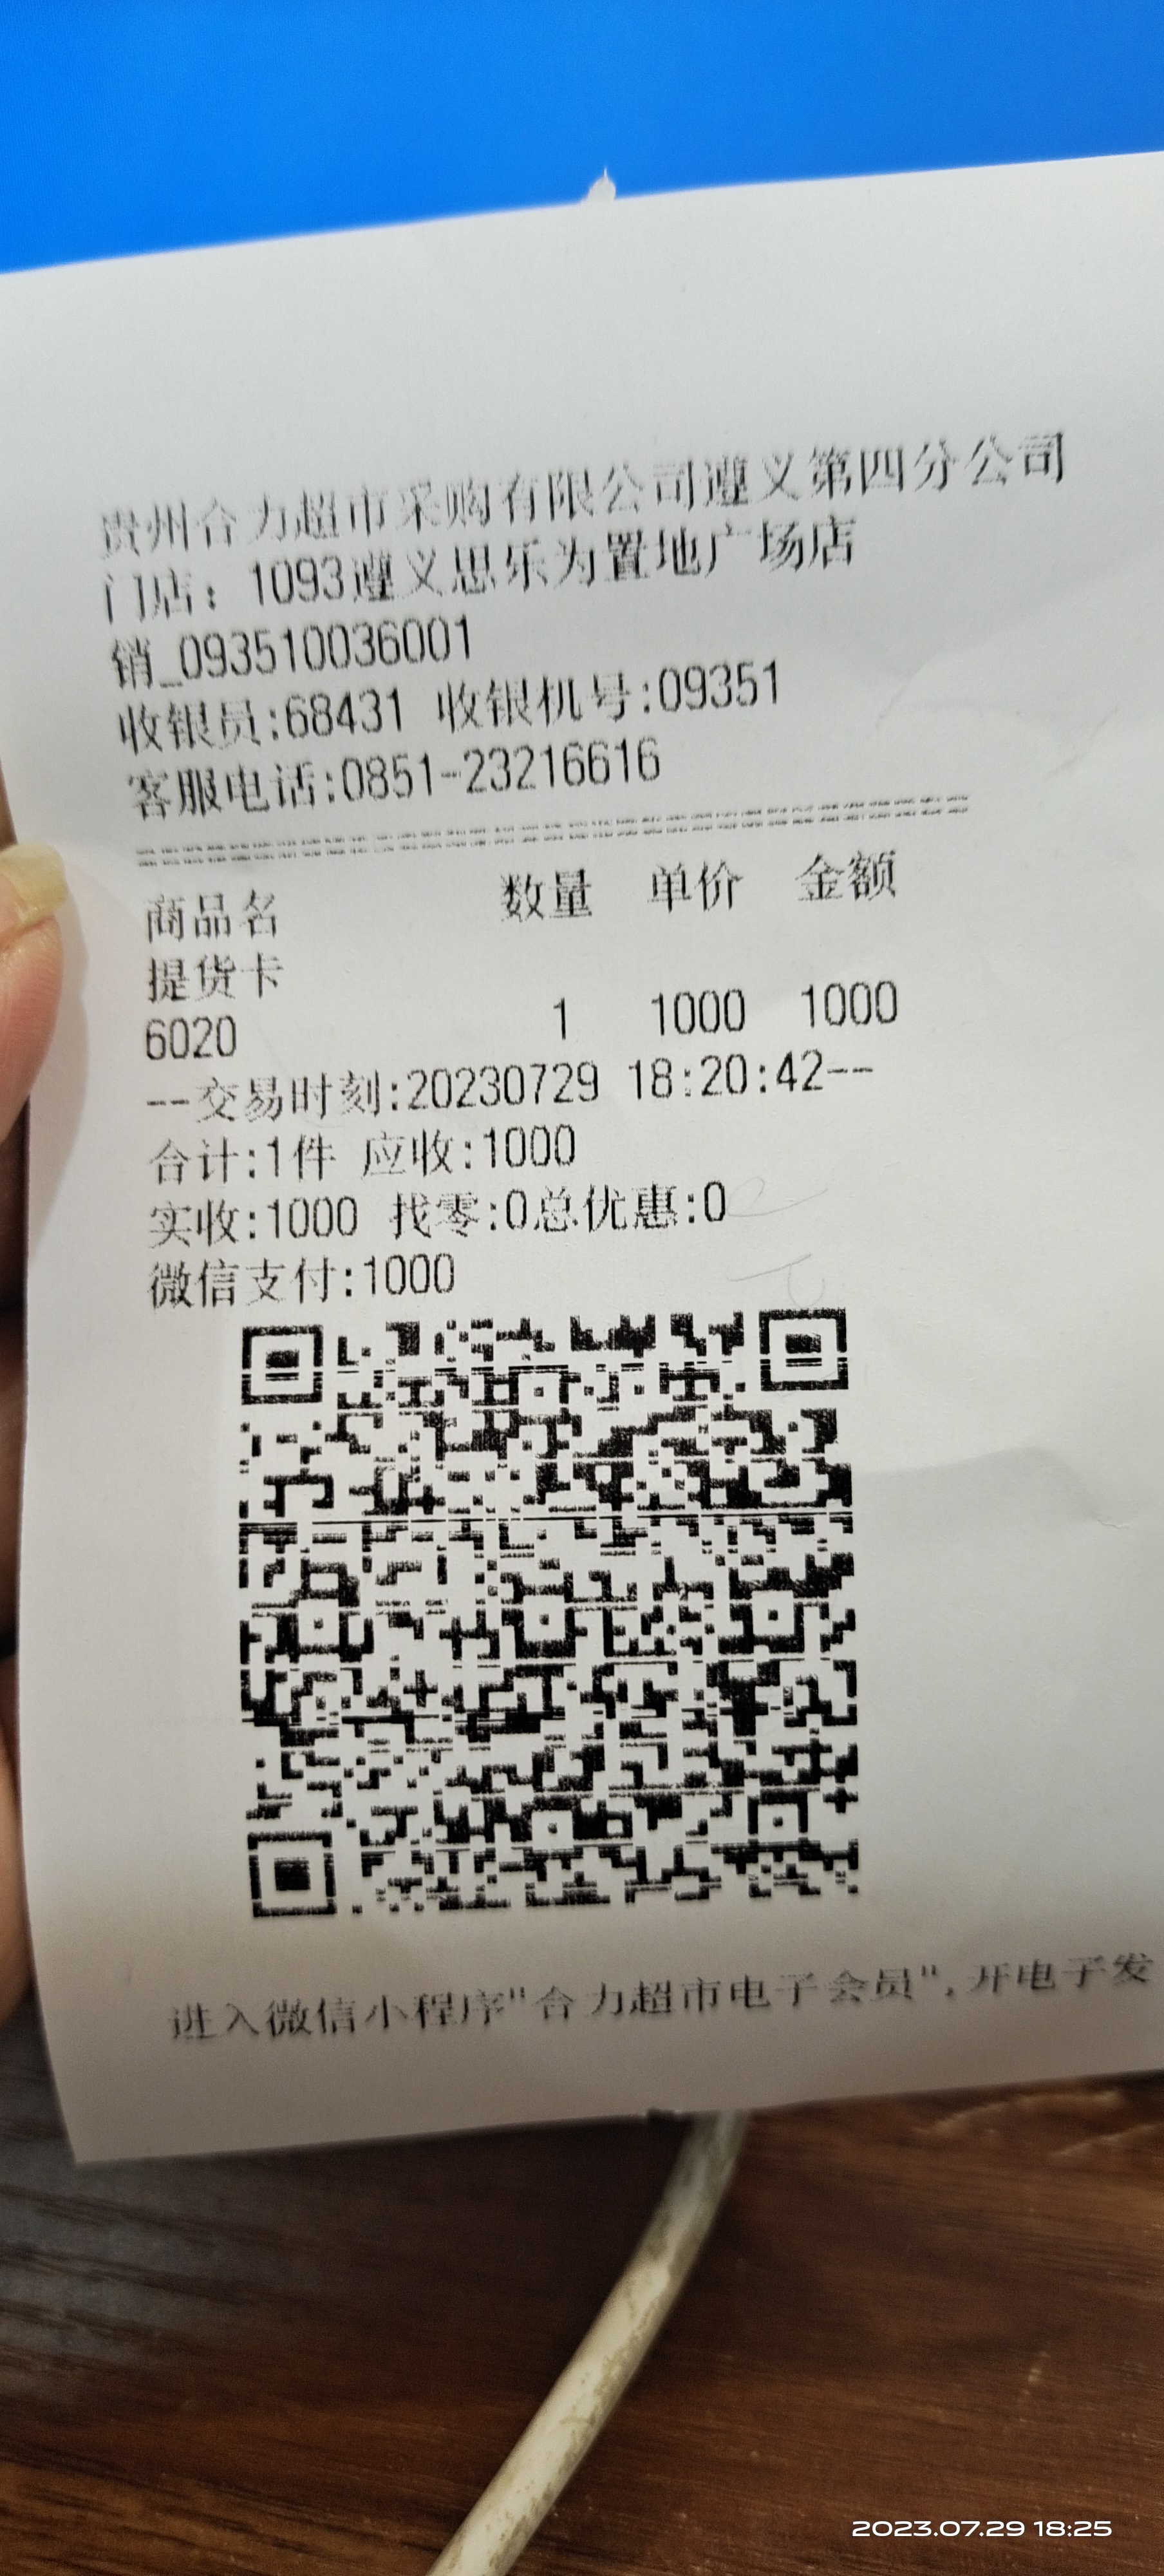 贵州合力超市采购有限公司遵义第四分公司
门店：1093遵义思乐为置地广场店
销_093510036001
收银员:68431 收银机号:09351
客服电话:0851-23216616
商品名 数量 单价 金额
提货卡
6020 1 1000 1000
--交易时刻:20230729 18:20:42--
合计:1件 应收:1000
实收:1000 找零:0总优惠:0
微信支付:1000
进入微信小程序"合力超市电子会员",开电子发
2023.07.29 18:25